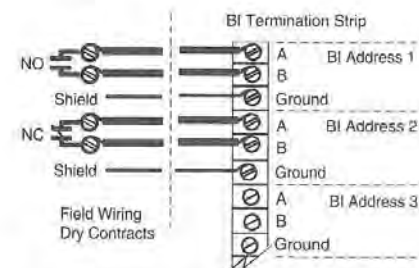 BI Termination Strip
NO
A
BI Address 1
B
Shield
Ground
NC
A
BI Address 2
B
Shield
Ground
A
BI Address 3
B
Ground
Field Wiring
Dry Contracts